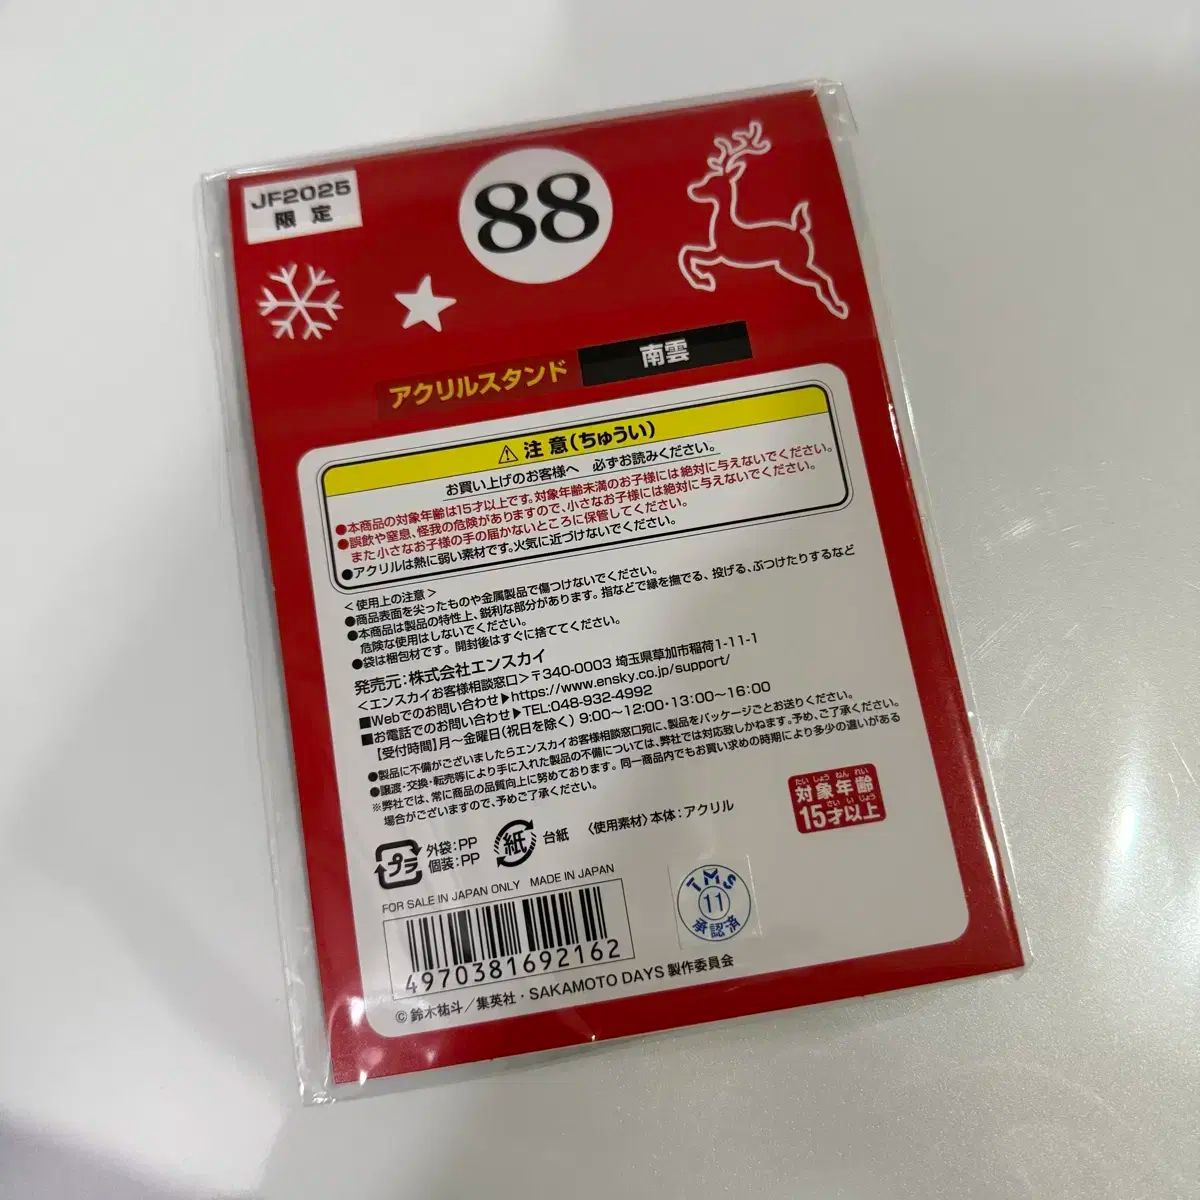 JF2025
限定
88
アクリルスタンド 南雲
⚠注意(ちゅうい)
お買い上げのお客様へ 必ずお読みください。
●本商品の対象年齢は15才以上です。対象年齢未満のお子様には絶対に与えないでください。
●誤飲や窒息、怪我の危険がありますので、小さなお子様には絶対に与えないでください。
また小さなお子様の手の届かないところに保管してください。
●アクリルは熱に弱い素材です。火気に近づけないでください。
<使用上の注意>
●商品表面を尖ったものや金属製品で傷つけないでください。
●本商品は製品の特性上、鋭利な部分があります。指などで縁を撫でる、投げる、ぶつけたりするなど
危険な使用はしないでください。
●袋は梱包材です。開封後はすぐに捨ててください。
発売元:株式会社エンスカイ
<エンスカイお客様相談窓口>〒340-0003 埼玉県草加市稲荷1-11-1
■Webでのお問い合わせ▶https://www.ensky.co.jp/support/
■お電話でのお問い合わせ▶TEL:048-932-4992
【受付時間】月~金曜日(祝日を除く) 9:00~12:00・13:00~16:00
●製品に不備がございましたらエンスカイお客様相談窓口宛に、製品をパッケージごとお送りください。
●譲渡・交換・転売等により手に入れた製品の不備については、弊社では対応致しかねます。予め、ご了承ください。
※弊社では、常に商品の品質向上に努めております。同一商品内でもお買い求めの時期により多少の違いがある
場合がございますので、予めご了承ください。
対象年齢
たいしょうねんれい
15才以上
さいいじょう
プラ
外袋:PP
個装:PP
紙
台紙
〈使用素材〉本体:アクリル
FOR SALE IN JAPAN ONLY MADE IN JAPAN
4970381692162
TMS
11
承認済
©鈴木祐斗/集英社・SAKAMOTO DAYS 製作委員会